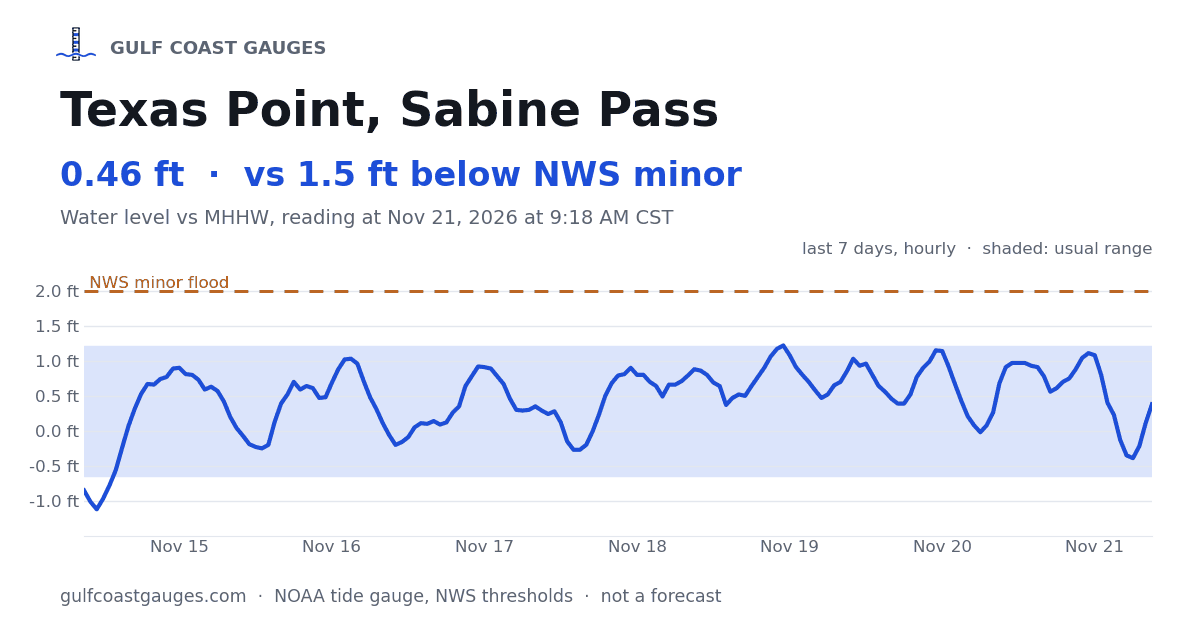 GULF COAST GAUGES
Texas Point, Sabine Pass
0.46 ft · vs 1.5 ft below NWS minor
Water level vs MHHW, reading at Nov 21, 2026 at 9:18 AM CST
last 7 days, hourly · shaded: usual range
NWS minor flood
2.0 ft
1.5 ft
1.0 ft
0.5 ft
0.0 ft
-0.5 ft
-1.0 ft
Nov 15 Nov 16 Nov 17 Nov 18 Nov 19 Nov 20 Nov 21
gulfcoastgauges.com · NOAA tide gauge, NWS thresholds · not a forecast